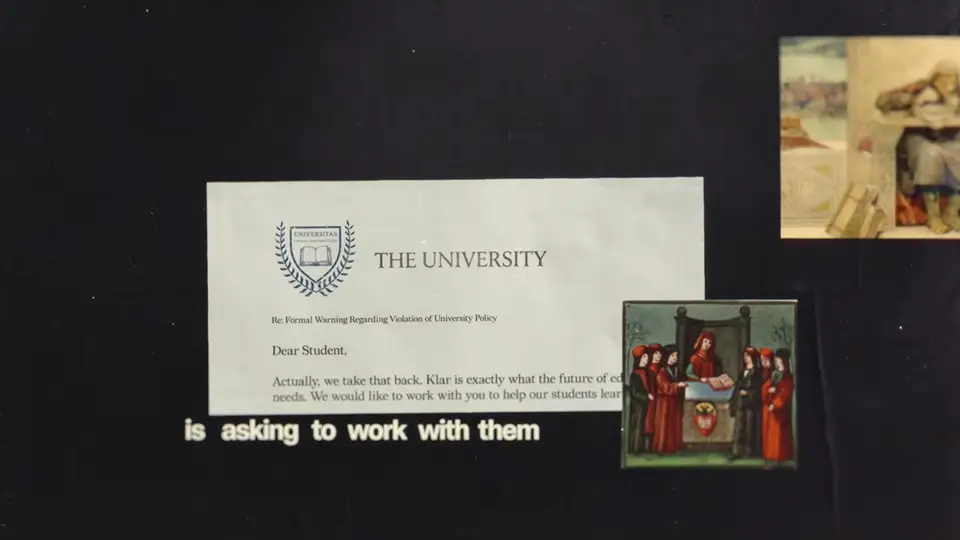 UNIVERSITAS
THE UNIVERSITY
Re: Formal Warning Regarding Violation of University Policy
Dear Student,
Actually, we take that back. Klar is exactly what the future of ed
needs. We would like to work with you to help our students lear
is asking to work with them